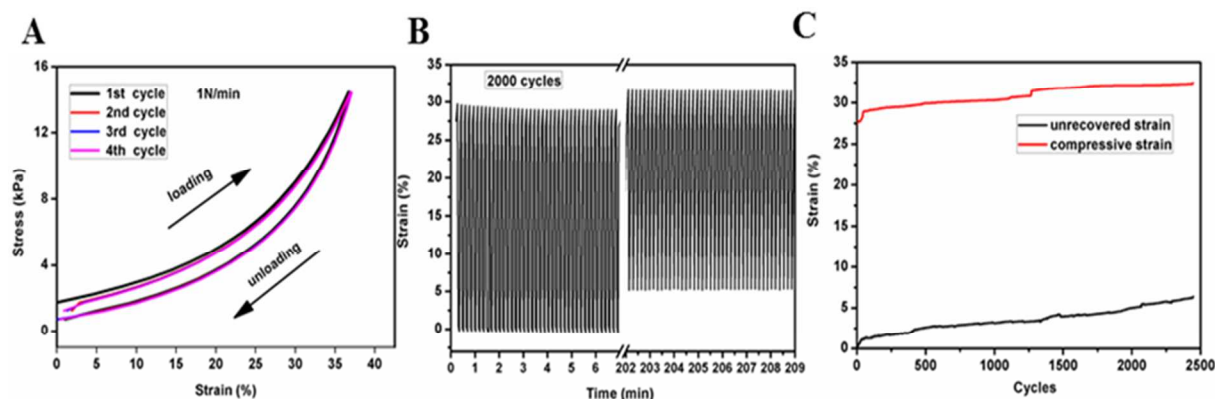 A
Stress (kPa)
16
12
8
4
0
1st cycle 1N/min
2nd cycle
3rd cycle
4th cycle
loading
unloading
0 5 10 15 20 25 30 35 40
Strain (%)
B
Strain (%)
35
30
25
20
15
10
5
0
2000 cycles
0 1 2 3 4 5 6 202 203 204 205 206 207 208 209
Time (min)
C
Strain (%)
35
30
25
20
15
10
5
0
unrecovered strain
compressive strain
0 500 1000 1500 2000 2500
Cycles